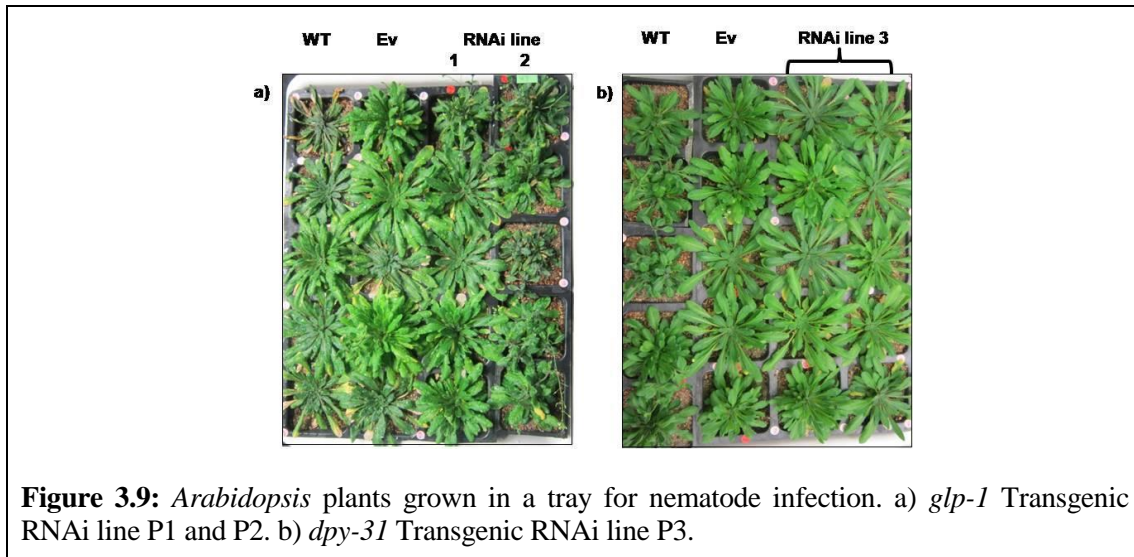 WT Ev RNAi line
1 2
a)
WT Ev RNAi line 3
b)
Figure 3.9: Arabidopsis plants grown in a tray for nematode infection. a) glp-1 Transgenic
RNAi line P1 and P2. b) dpy-31 Transgenic RNAi line P3.